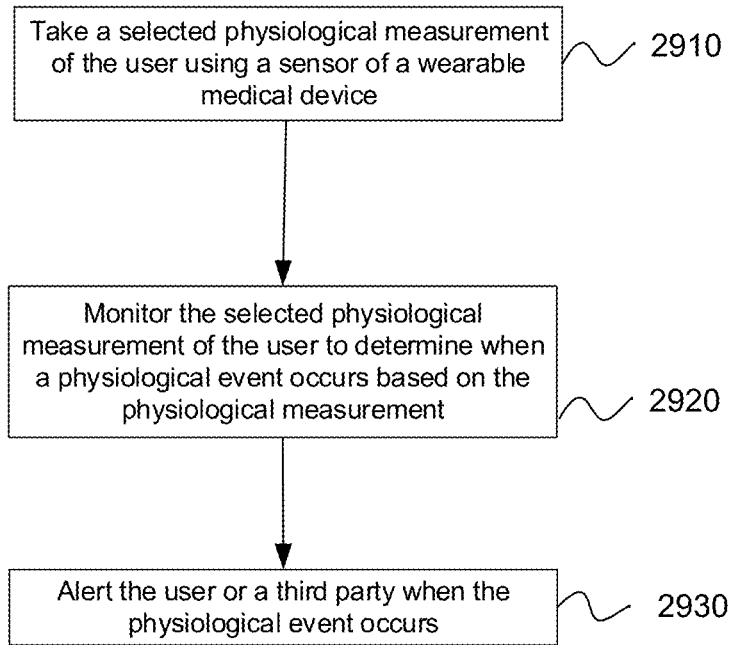 Take a selected physiological measurement
of the user using a sensor of a wearable
medical device
2910
Monitor the selected physiological
measurement of the user to determine when
a physiological event occurs based on the
physiological measurement
2920
Alert the user or a third party when the
physiological event occurs
2930